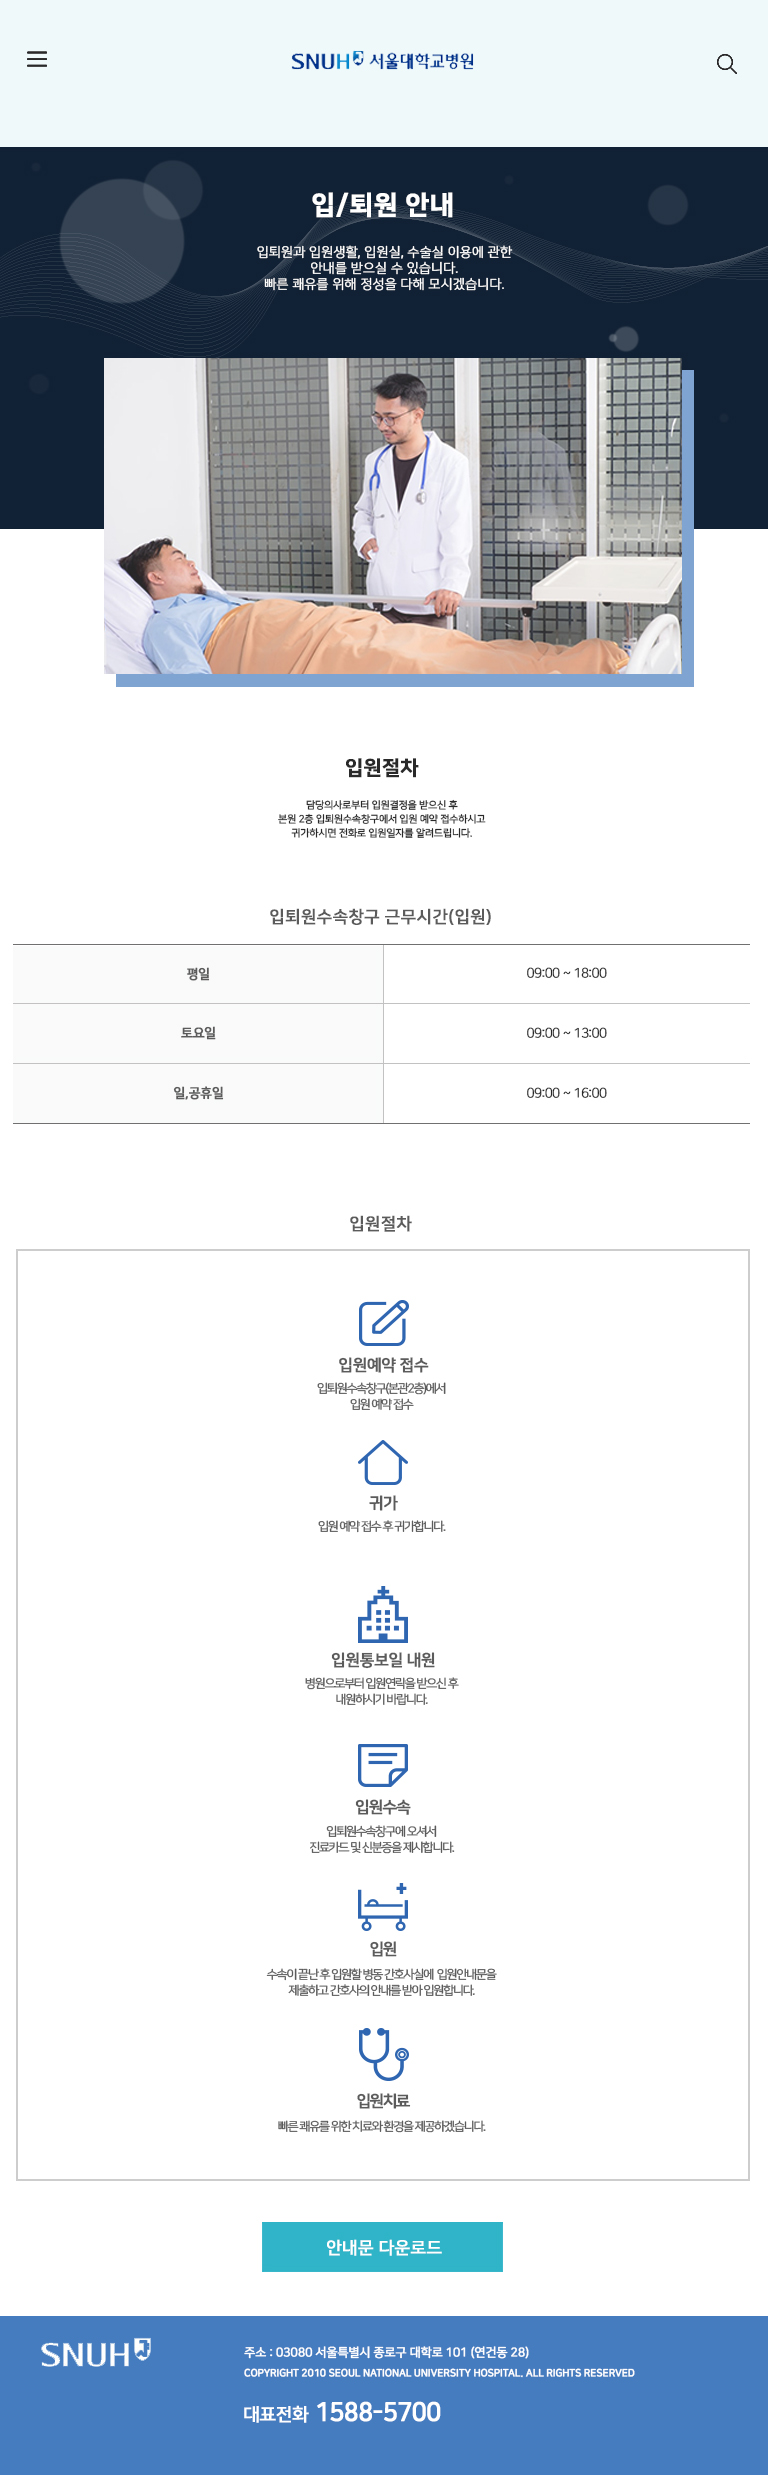 SNUH 서울대학교병원
입/퇴원 안내
입퇴원과 입원생활, 입원실, 수술실 이용에 관한
안내를 받으실 수 있습니다.
빠른 쾌유를 위해 정성을 다해 모시겠습니다.
입원절차
담당의사로부터 입원결정을 받으신 후
본원 2층 입퇴원수속창구에서 입원 예약 접수하시고
귀가하시면 전화로 입원일자를 알려드립니다.
입퇴원수속창구 근무시간(입원)
평일 09:00 ~ 18:00
토요일 09:00 ~ 13:00
일,공휴일 09:00 ~ 16:00
입원절차
입원예약 접수
입퇴원수속창구(본관2층)에서
입원 예약 접수
귀가
입원 예약 접수 후 귀가합니다.
입원통보일 내원
병원으로부터 입원연락을 받으신 후
내원하시기 바랍니다.
입원수속
입퇴원수속창구에 오셔서
진료카드 및 신분증을 제시합니다.
입원
수속이 끝난 후 입원할 병동 간호사실에 입원안내문을
제출하고 간호사의 안내를 받아 입원합니다.
입원치료
빠른 쾌유를 위한 치료와 환경을 제공하겠습니다.
안내문 다운로드
SNUH
주소 : 03080 서울특별시 종로구 대학로 101 (연건동 28)
COPYRIGHT 2010 SEOUL NATIONAL UNIVERSITY HOSPITAL. ALL RIGHTS RESERVED
대표전화 1588-5700